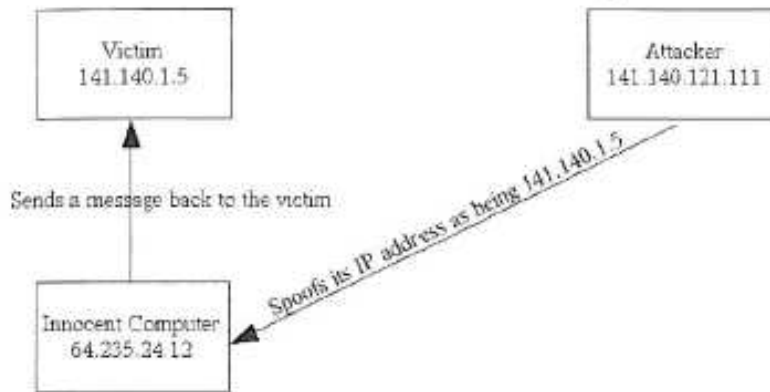 Victim
141.140.1.5
Attacker
141.140.121.111
Sends a message back to the victim
Spoofs its IP address as being 141.140.1.5
Innocent Computer
64.235.24.12